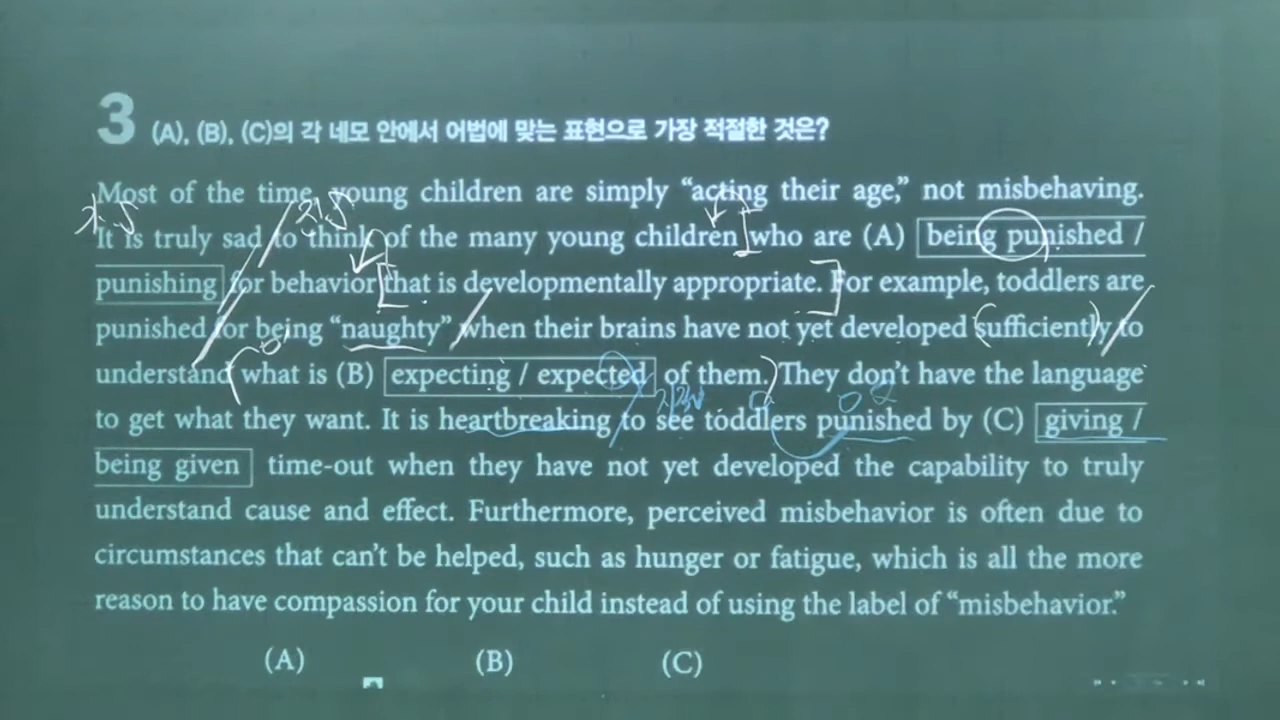 3 (A), (B), (C)의 각 네모 안에서 어법에 맞는 표현으로 가장 적절한 것은?
Most of the time, young children are simply “acting their age,” not misbehaving.
It is truly sad to think of the many young children who are (A) being punished /
punishing for behavior that is developmentally appropriate. For example, toddlers are
punished for being “naughty” when their brains have not yet developed sufficiently to
understand what is (B) expecting / expected of them. They don’t have the language
to get what they want. It is heartbreaking to see toddlers punished by (C) giving /
being given time-out when they have not yet developed the capability to truly
understand cause and effect. Furthermore, perceived misbehavior is often due to
circumstances that can’t be helped, such as hunger or fatigue, which is all the more
reason to have compassion for your child instead of using the label of “misbehavior.”
(A) (B) (C)